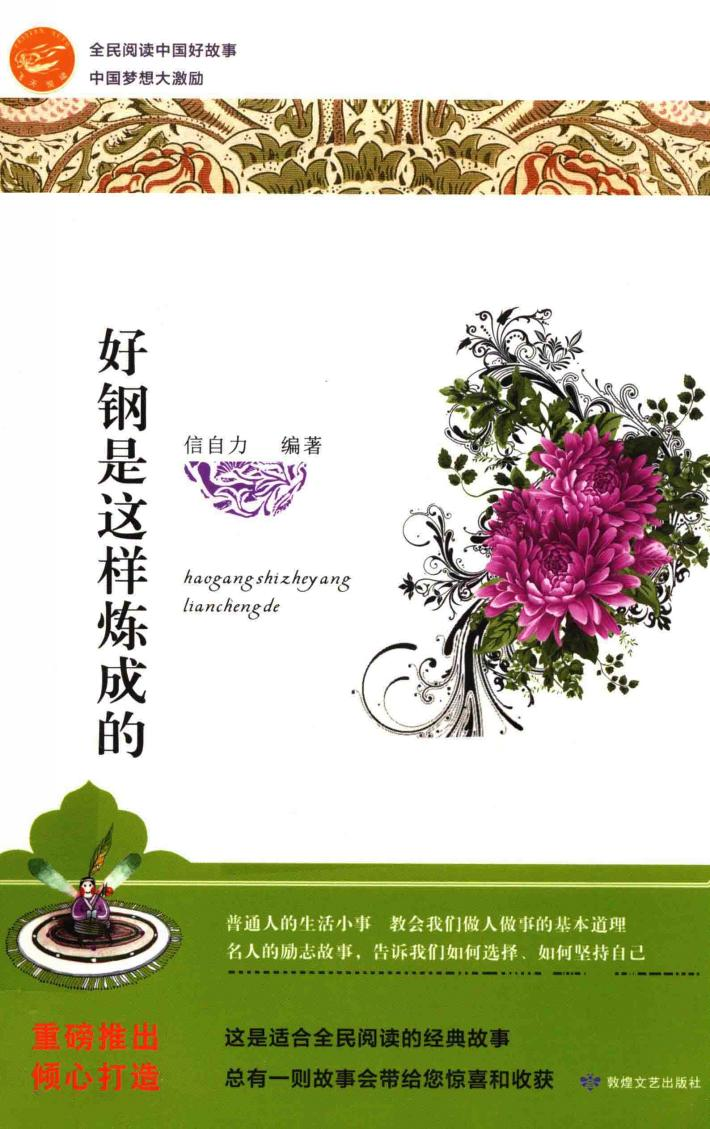 全民阅读中国好故事
中国梦想大激励
好钢是这样炼成的
信自力 编著
haogangshizheyang
lianchengde
普通人的生活小事 教会我们做人做事的基本道理
名人的励志故事，告诉我们如何选择、如何坚持自己
重磅推出
倾心打造
这是适合全民阅读的经典故事
总有一则故事会带给您惊喜和收获
敦煌文艺出版社